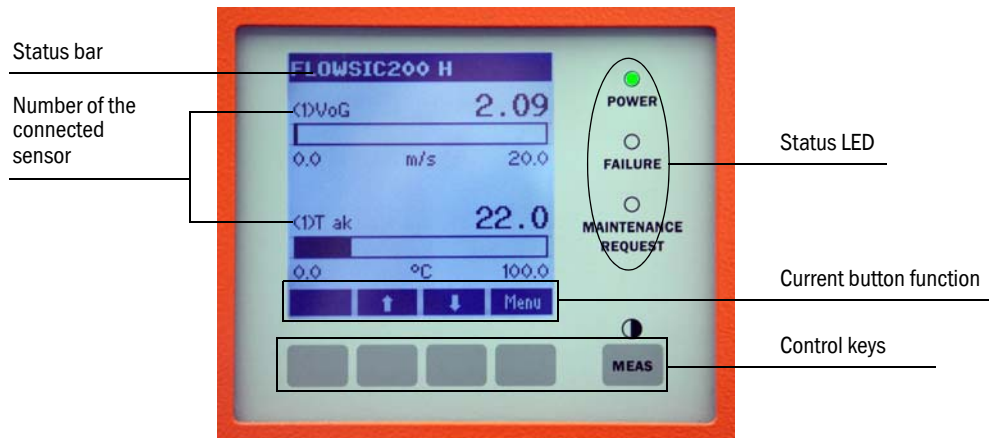 Status bar
Number of the
connected
sensor
FLOWSIC200 H
(1)VoG 2.09
0.0 m/s 20.0
(1)T ak 22.0
0.0 °C 100.0
Menu
POWER
FAILURE
MAINTENANCE
REQUEST
MEAS
Status LED
Current button function
Control keys